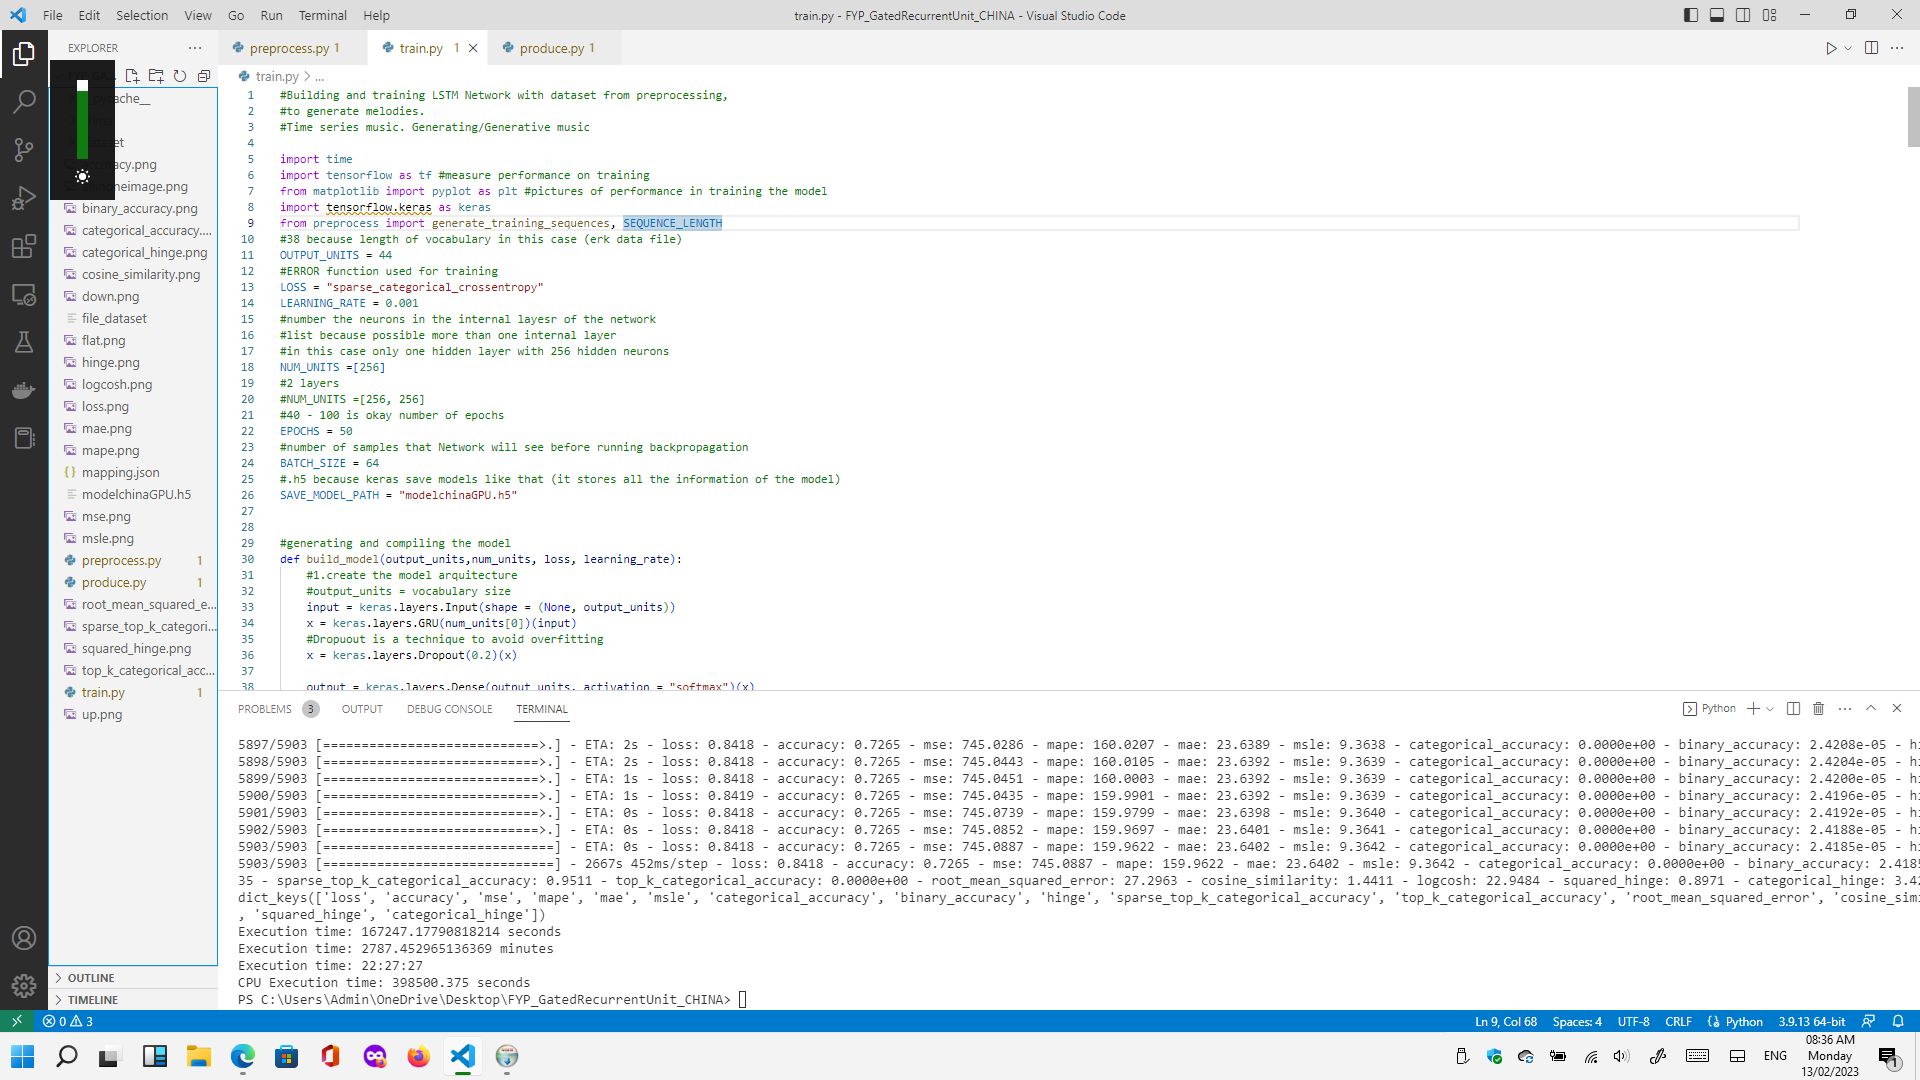 File Edit Selection View Go Run Terminal Help
train.py - FYP_GatedRecurrentUnit_CHINA - Visual Studio Code
EXPLORER
binary_accuracy.png
categorical_accuracy....
categorical_hinge.png
cosine_similarity.png
down.png
file_dataset
flat.png
hinge.png
logcosh.png
loss.png
mae.png
mape.png
mapping.json
modelchinaGPU.h5
mse.png
msle.png
preprocess.py 1
produce.py 1
root_mean_squared_e...
sparse_top_k_categori...
squared_hinge.png
top_k_categorical_acc...
train.py 1
up.png
OUTLINE
TIMELINE
preprocess.py 1
train.py 1
produce.py 1
train.py > ...
1 #Building and training LSTM Network with dataset from preprocessing,
2 #to generate melodies.
3 #Time series music. Generating/Generative music
4
5 import time
6 import tensorflow as tf #measure performance on training
7 from matplotlib import pyplot as plt #pictures of performance in training the model
8 import tensorflow.keras as keras
9 from preprocess import generate_training_sequences, SEQUENCE_LENGTH
10 #38 because length of vocabulary in this case (erk data file)
11 OUTPUT_UNITS = 44
12 #ERROR function used for training
13 LOSS = "sparse_categorical_crossentropy"
14 LEARNING_RATE = 0.001
15 #number the neurons in the internal layesr of the network
16 #list because possible more than one internal layer
17 #in this case only one hidden layer with 256 hidden neurons
18 NUM_UNITS =[256]
19 #2 layers
20 #NUM_UNITS =[256, 256]
21 #40 - 100 is okay number of epochs
22 EPOCHS = 50
23 #number of samples that Network will see before running backpropagation
24 BATCH_SIZE = 64
25 #.h5 because keras save models like that (it stores all the information of the model)
26 SAVE_MODEL_PATH = "modelchinaGPU.h5"
27
28
29 #generating and compiling the model
30 def build_model(output_units,num_units, loss, learning_rate):
31 #1.create the model arquitecture
32 #output_units = vocabulary size
33 input = keras.layers.Input(shape = (None, output_units))
34 x = keras.layers.GRU(num_units[0])(input)
35 #Dropuout is a technique to avoid overfitting
36 x = keras.layers.Dropout(0.2)(x)
37
38 output = keras.layers.Dense(output_units, activation = "softmax")(x)
PROBLEMS 3 OUTPUT DEBUG CONSOLE TERMINAL
Python
5897/5903 [============================>.] - ETA: 2s - loss: 0.8418 - accuracy: 0.7265 - mse: 745.0286 - mape: 160.0207 - mae: 23.6389 - msle: 9.3638 - categorical_accuracy: 0.0000e+00 - binary_accuracy: 2.4208e-05 - hi
5898/5903 [============================>.] - ETA: 2s - loss: 0.8418 - accuracy: 0.7265 - mse: 745.0443 - mape: 160.0105 - mae: 23.6392 - msle: 9.3639 - categorical_accuracy: 0.0000e+00 - binary_accuracy: 2.4204e-05 - hi
5899/5903 [============================>.] - ETA: 1s - loss: 0.8418 - accuracy: 0.7265 - mse: 745.0451 - mape: 160.0003 - mae: 23.6392 - msle: 9.3639 - categorical_accuracy: 0.0000e+00 - binary_accuracy: 2.4200e-05 - hi
5900/5903 [============================>.] - ETA: 1s - loss: 0.8419 - accuracy: 0.7265 - mse: 745.0435 - mape: 159.9901 - mae: 23.6392 - msle: 9.3639 - categorical_accuracy: 0.0000e+00 - binary_accuracy: 2.4196e-05 - hi
5901/5903 [============================>.] - ETA: 0s - loss: 0.8418 - accuracy: 0.7265 - mse: 745.0739 - mape: 159.9799 - mae: 23.6398 - msle: 9.3640 - categorical_accuracy: 0.0000e+00 - binary_accuracy: 2.4192e-05 - hi
5902/5903 [============================>.] - ETA: 0s - loss: 0.8418 - accuracy: 0.7265 - mse: 745.0852 - mape: 159.9697 - mae: 23.6401 - msle: 9.3641 - categorical_accuracy: 0.0000e+00 - binary_accuracy: 2.4188e-05 - hi
5903/5903 [==============================] - ETA: 0s - loss: 0.8418 - accuracy: 0.7265 - mse: 745.0887 - mape: 159.9622 - mae: 23.6402 - msle: 9.3642 - categorical_accuracy: 0.0000e+00 - binary_accuracy: 2.4185e-05 - hi
5903/5903 [==============================] - 2667s 452ms/step - loss: 0.8418 - accuracy: 0.7265 - mse: 745.0887 - mape: 159.9622 - mae: 23.6402 - msle: 9.3642 - categorical_accuracy: 0.0000e+00 - binary_accuracy: 2.4185
35 - sparse_top_k_categorical_accuracy: 0.9511 - top_k_categorical_accuracy: 0.0000e+00 - root_mean_squared_error: 27.2963 - cosine_similarity: 1.4411 - logcosh: 22.9484 - squared_hinge: 0.8971 - categorical_hinge: 3.42
dict_keys(['loss', 'accuracy', 'mse', 'mape', 'mae', 'msle', 'categorical_accuracy', 'binary_accuracy', 'hinge', 'sparse_top_k_categorical_accuracy', 'top_k_categorical_accuracy', 'root_mean_squared_error', 'cosine_simi
, 'squared_hinge', 'categorical_hinge'])
Execution time: 167247.17790818214 seconds
Execution time: 2787.452965136369 minutes
Execution time: 22:27:27
CPU Execution time: 398500.375 seconds
PS C:\Users\Admin\OneDrive\Desktop\FYP_GatedRecurrentUnit_CHINA>
0 3
Ln 9, Col 68 Spaces: 4 UTF-8 CRLF Python 3.9.13 64-bit
ENG
08:36 AM
Monday
13/02/2023
1